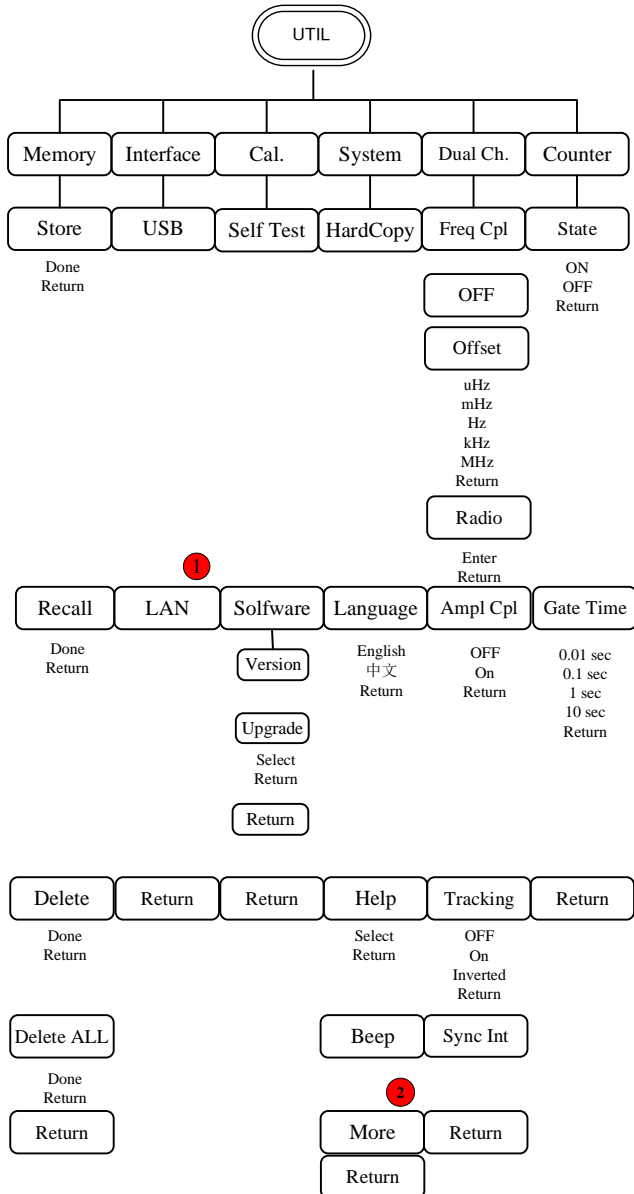 UTIL
Memory Interface Cal. System Dual Ch. Counter
Store USB Self Test HardCopy Freq Cpl State
Done
Return
ON
OFF
Return
OFF
Offset
uHz
mHz
Hz
kHz
MHz
Return
Radio
Enter
Return
1
Recall LAN Solfware Language Ampl Cpl Gate Time
Done
Return
Version
Upgrade
Select
Return
Return
English
中文
Return
OFF
On
Return
0.01 sec
0.1 sec
1 sec
10 sec
Return
Delete Return Return Help Tracking Return
Done
Return
Select
Return
OFF
On
Inverted
Return
Delete ALL Beep Sync Int
Done
Return
2
Return More Return
Return